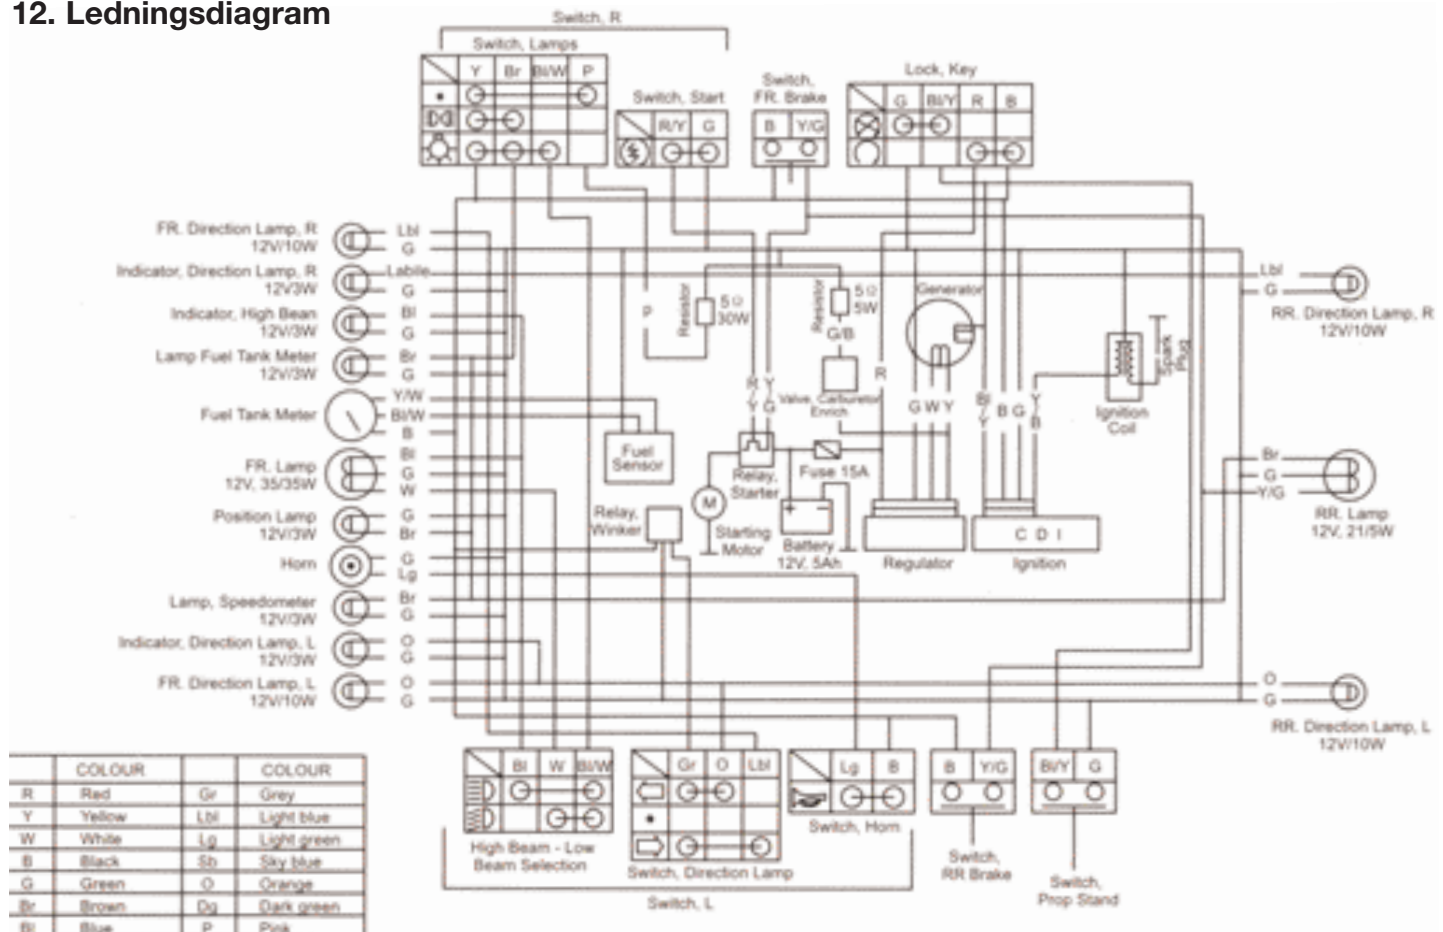 12. Ledningsdiagram
Switch, R
Switch, Lamps
Y Br Bl/W P
Switch, Start
R/Y G
Switch,
FR. Brake
B Y/G
Lock, Key
G Bl/Y R B
FR. Direction Lamp, R
12V/10W
Lbl
G
Indicator, Direction Lamp, R
12V3W
Labile
G
Indicator, High Bean
12V/3W
Bl
G
Lamp Fuel Tank Meter
12V/3W
Br
G
Fuel Tank Meter
Y/W
Bl/W
B
FR. Lamp
12V, 35/35W
Bl
G
W
Position Lamp
12V/3W
G
Br
Horn
G
Lg
Lamp, Speedometer
12V/3W
Br
G
Indicator, Direction Lamp, L
12V/3W
O
G
FR. Direction Lamp, L
12V/10W
O
G
P
Resistor
5 Ω
30W
Resistor
5 Ω
5W
G/B
Valve, Carburetor
Enrich
R/Y
Y/G
R
Generator
G W Y
Bl/Y
B
G
Y/B
Spark
Plug
Ignition
Coil
Fuel
Sensor
Relay,
Starter
Fuse 15A
Relay,
Winker
M
Starting
Motor
+ −
Battery
12V, 5Ah
Regulator
C D I
Ignition
Lbl
G
RR. Direction Lamp, R
12V/10W
Br
G
Y/G
RR. Lamp
12V, 21/5W
O
G
RR. Direction Lamp, L
12V/10W
Bl W Bl/W
High Beam - Low
Beam Selection
Gr O Lbl
Switch, Direction Lamp
Lg B
Switch, Horn
Switch, L
B Y/G
Switch,
RR Brake
Bl/Y G
Switch,
Prop Stand
COLOUR COLOUR
R Red Gr Grey
Y Yellow Lbl Light blue
W White Lg Light green
B Black Sb Sky blue
G Green O Orange
Br Brown Dg Dark green
Bl Blue P Pink